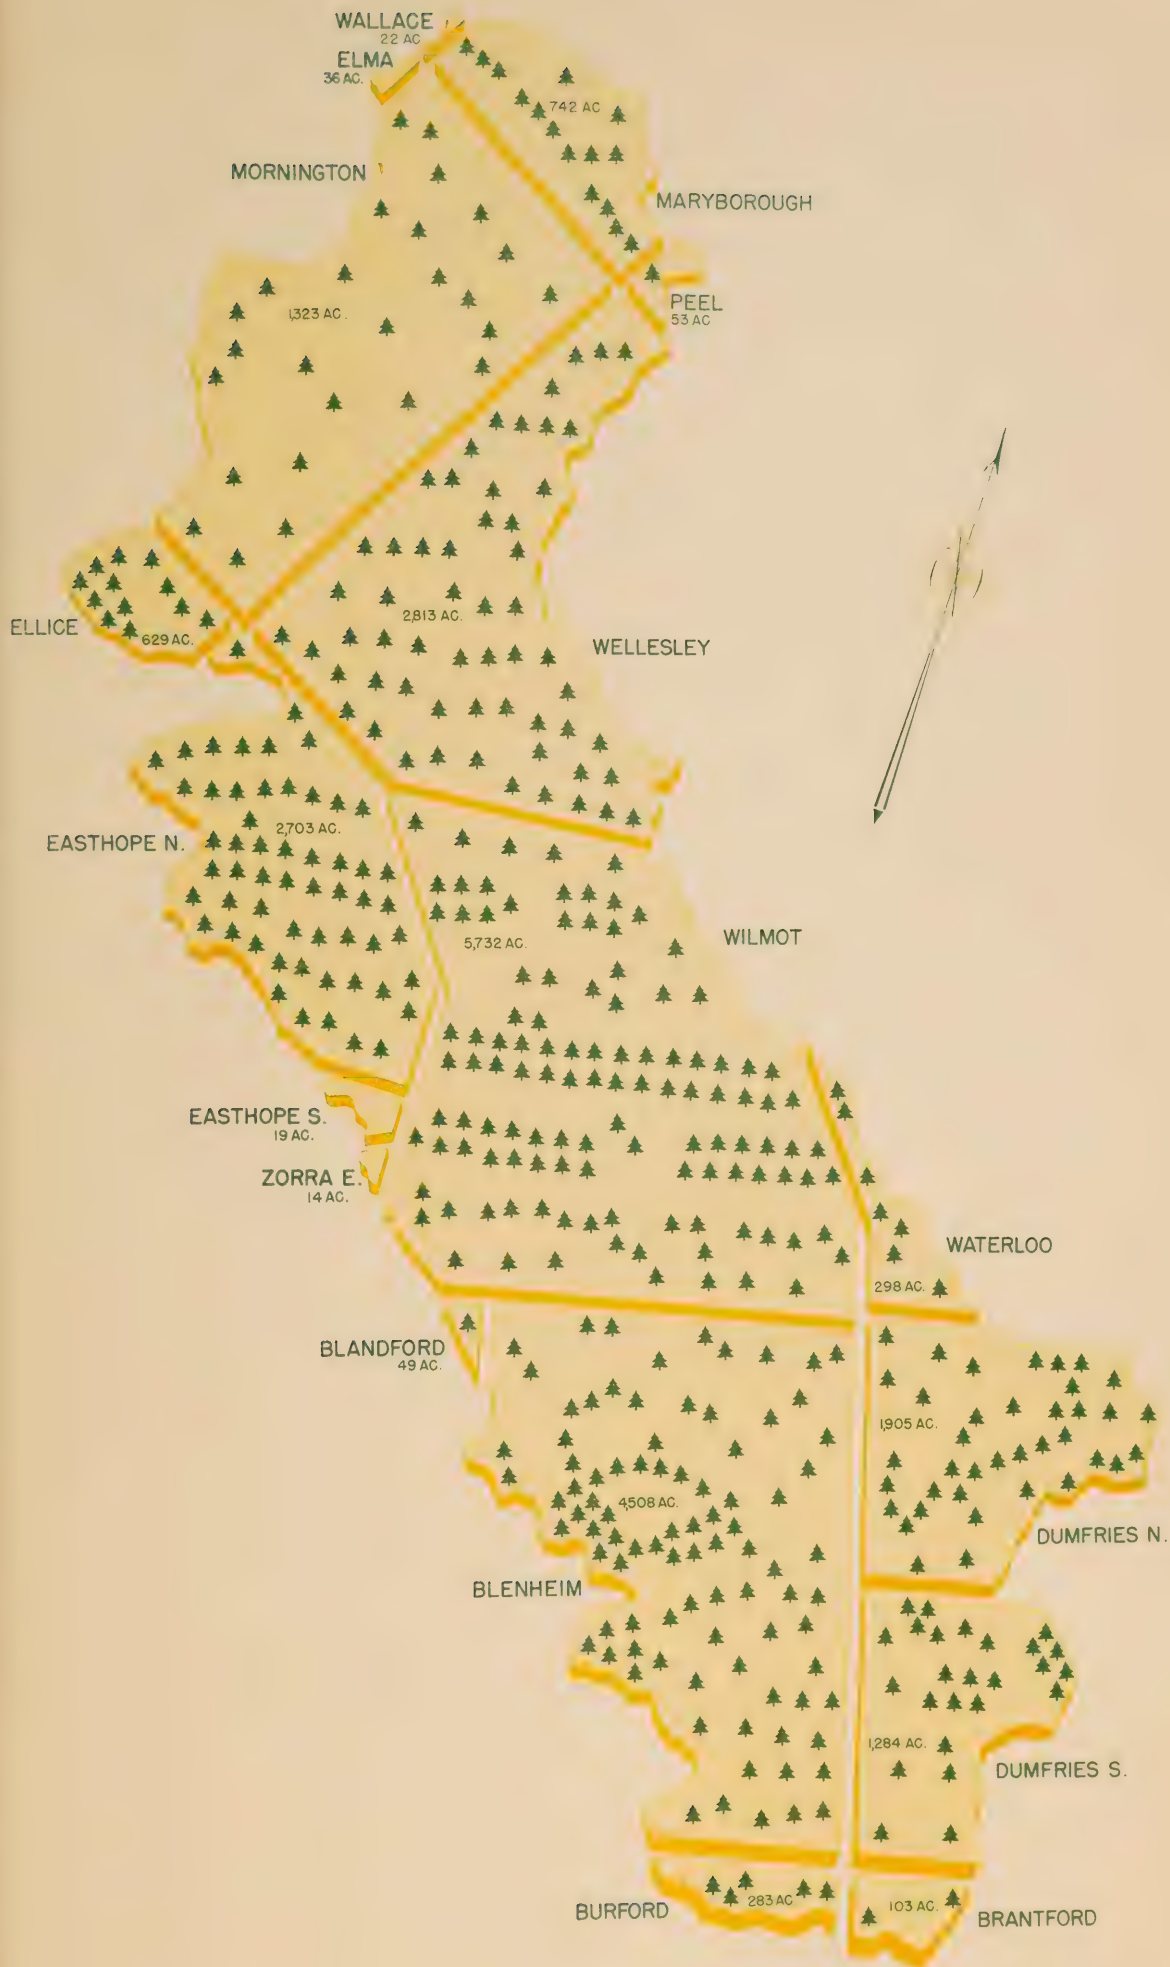 WALLACE
22 AC
ELMA
36 AC.
742 AC
MORNINGTON
MARYBOROUGH
PEEL
53 AC
1,323 AC.
2,813 AC.
ELLICE
629 AC.
WELLESLEY
2,703 AC.
EASTHOPE N.
5,732 AC.
WILMOT
EASTHOPE S.
19 AC.
ZORRA E.
14 AC.
WATERLOO
298 AC.
BLANDFORD
49 AC.
1,905 AC.
4,508 AC.
DUMFRIES N.
BLENHEIM
1,284 AC.
DUMFRIES S.
283 AC
103 AC.
BURFORD
BRANTFORD